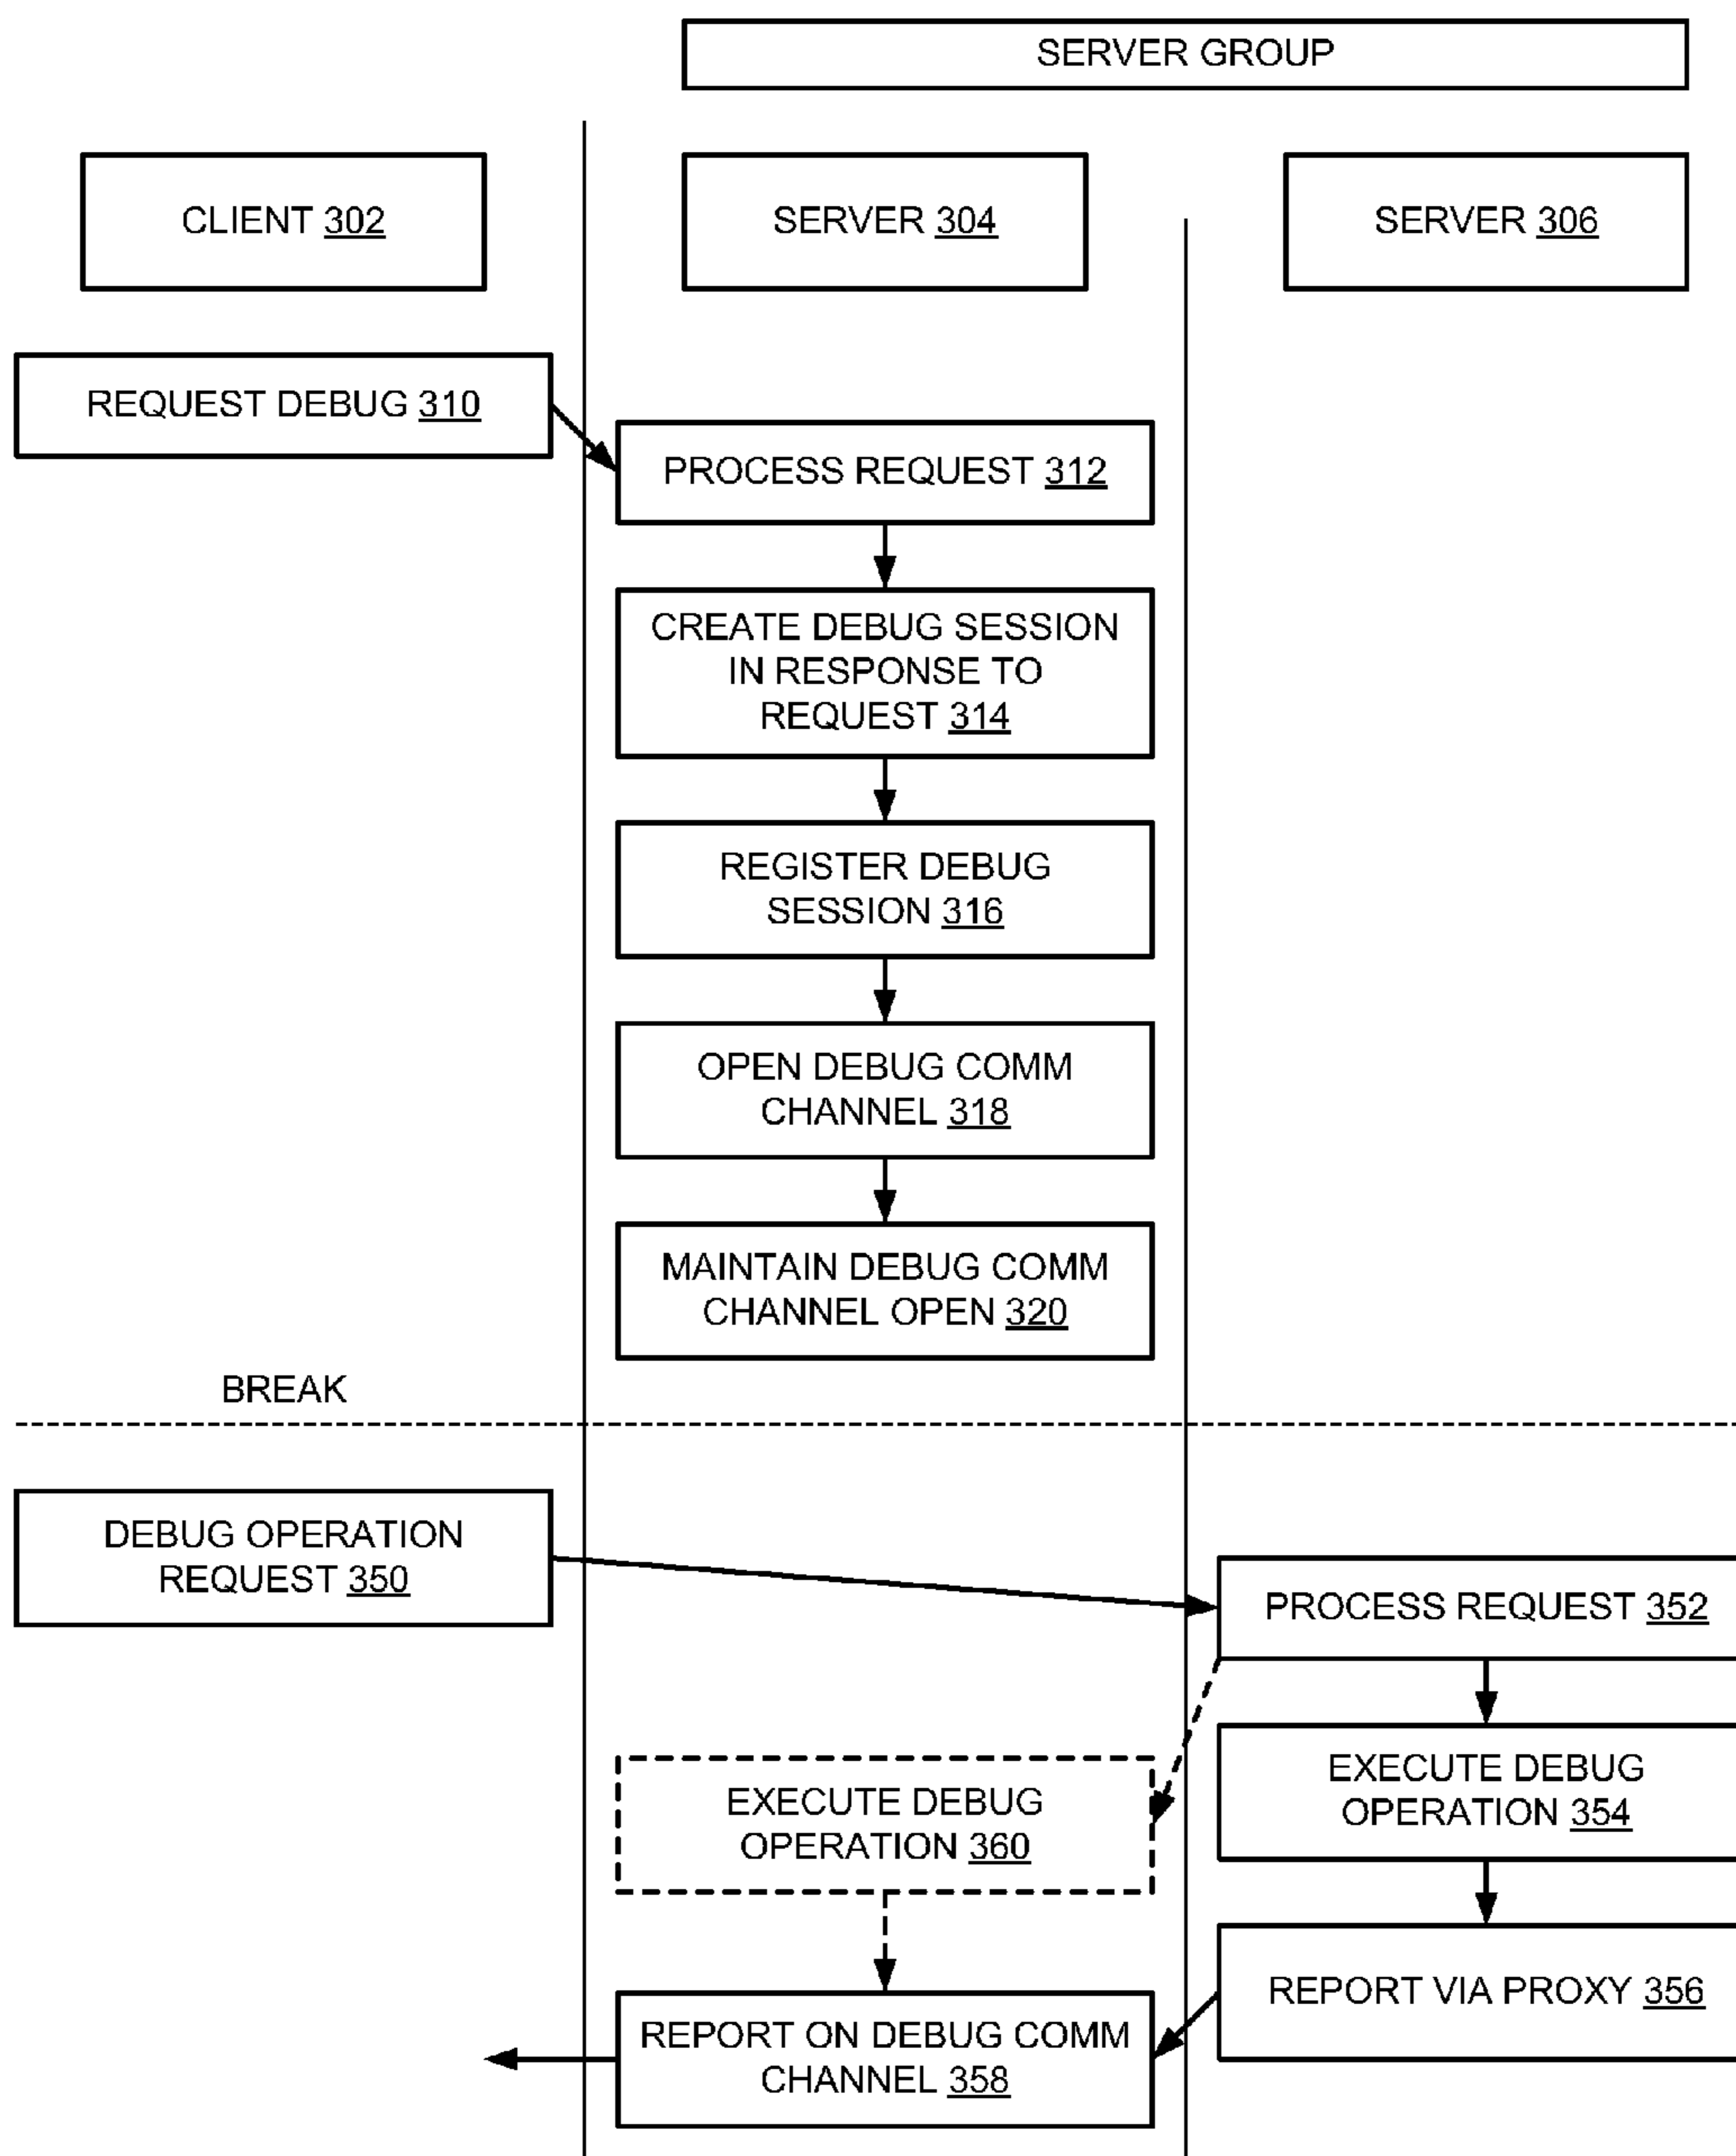 SERVER GROUP
CLIENT 302
SERVER 304
SERVER 306
REQUEST DEBUG 310
PROCESS REQUEST 312
CREATE DEBUG SESSION
IN RESPONSE TO
REQUEST 314
REGISTER DEBUG
SESSION 316
OPEN DEBUG COMM
CHANNEL 318
MAINTAIN DEBUG COMM
CHANNEL OPEN 320
BREAK
DEBUG OPERATION
REQUEST 350
PROCESS REQUEST 352
EXECUTE DEBUG
OPERATION 354
EXECUTE DEBUG
OPERATION 360
REPORT VIA PROXY 356
REPORT ON DEBUG COMM
CHANNEL 358